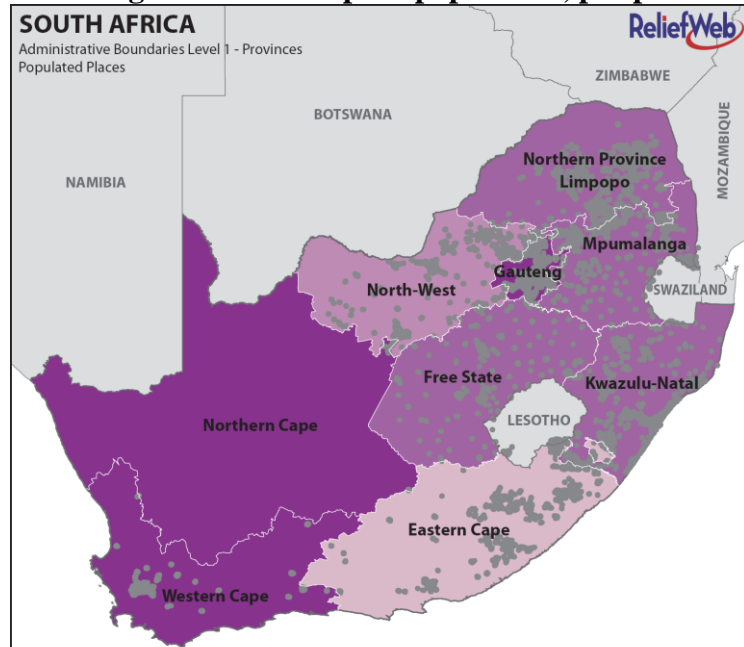 SOUTH AFRICA
Administrative Boundaries Level 1 - Provinces
Populated Places
ReliefWeb
ZIMBABWE
BOTSWANA
MOZAMBIQUE
NAMIBIA
Northern Province
Limpopo
Mpumalanga
Gauteng
North-West
SWAZILAND
Free State
Kwazulu-Natal
LESOTHO
Northern Cape
Eastern Cape
Western Cape